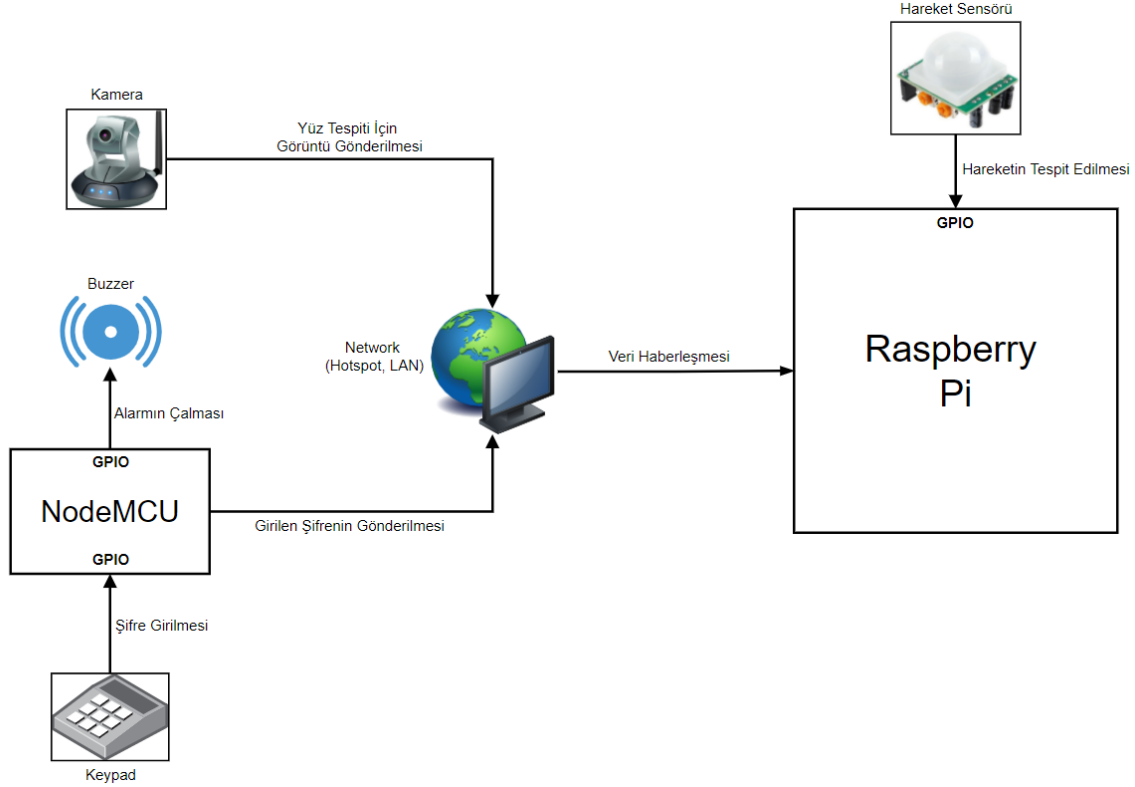 Hareket Sensörü
Kamera
Yüz Tespiti İçin
Görüntü Gönderilmesi
Hareketin Tespit Edilmesi
GPIO
Buzzer
Network
(Hotspot, LAN)
Veri Haberleşmesi
Raspberry
Pi
Alarmın Çalması
GPIO
NodeMCU
Girilen Şifrenin Gönderilmesi
GPIO
Şifre Girilmesi
Keypad